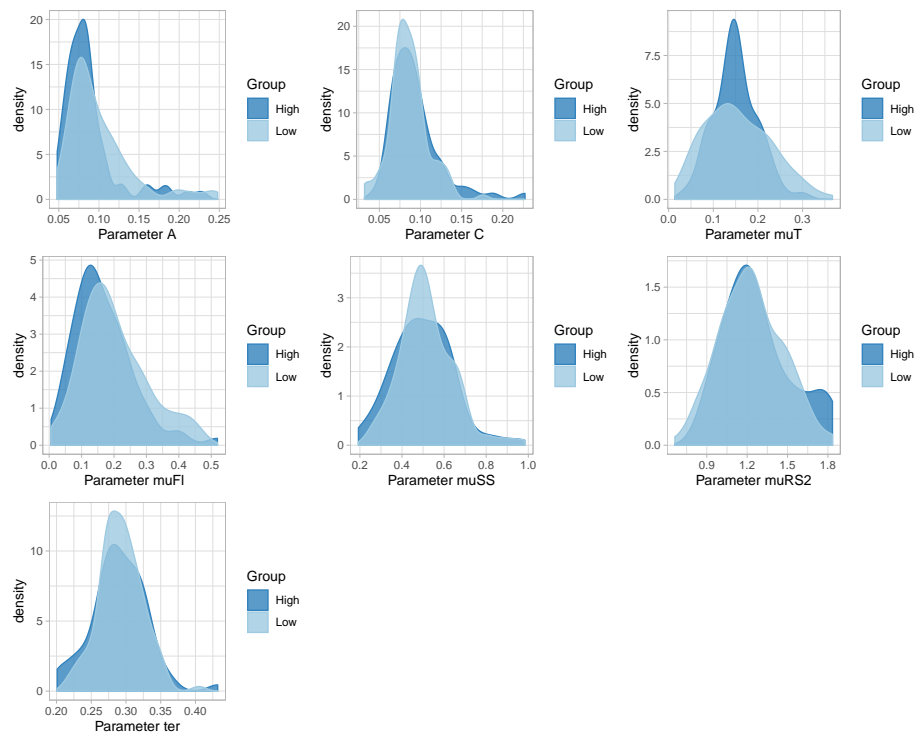 density
20
15
10
5
0
0.05
0.10
0.15
0.20
0.25
Parameter A
Group
High
Low
density
20
15
10
5
0
0.05
0.10
0.15
0.20
Parameter C
Group
High
Low
density
7.5
5.0
2.5
0.0
0.0
0.1
0.2
0.3
Parameter muT
Group
High
Low
density
5
4
3
2
1
0
0.0
0.1
0.2
0.3
0.4
0.5
Parameter muFI
Group
High
Low
density
3
2
1
0
0.2
0.4
0.6
0.8
1.0
Parameter muSS
Group
High
Low
density
1.5
1.0
0.5
0.0
0.9
1.2
1.5
1.8
Parameter muRS2
Group
High
Low
density
10
5
0
0.20
0.25
0.30
0.35
0.40
Parameter ter
Group
High
Low